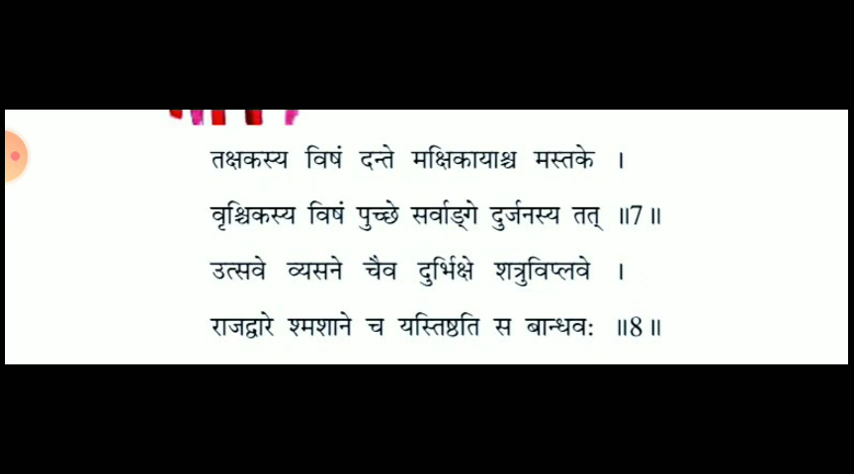 तक्षकस्य विषं दन्ते मक्षिकायाश्च मस्तके ।
वृश्चिकस्य विषं पुच्छे सर्वाङ्गे दुर्जनस्य तत् ॥7॥
उत्सवे व्यसने चैव दुर्भिक्षे शत्रुविप्लवे ।
राजद्वारे श्मशाने च यस्तिष्ठति स बान्धवः ॥8॥